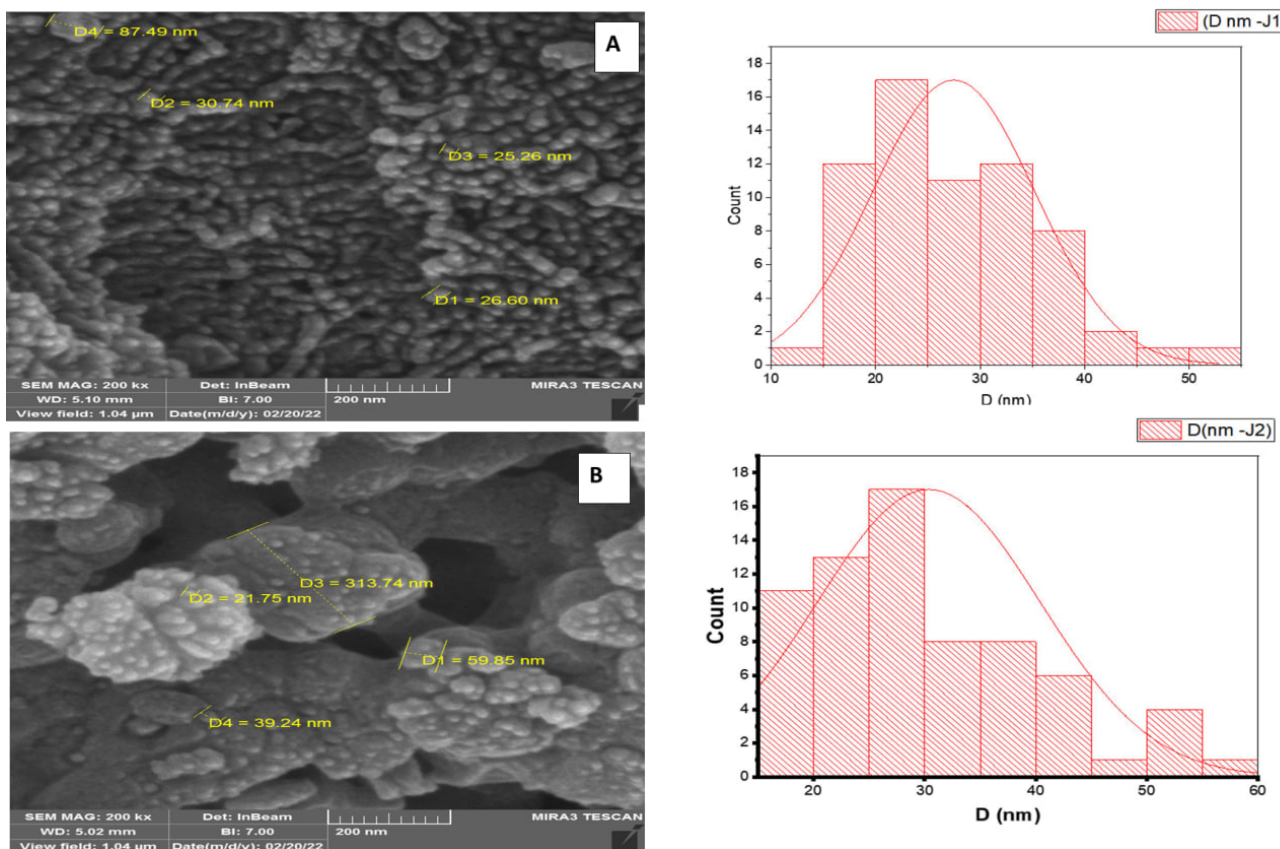 D4 = 87.49 nm
A
D2 = 30.74 nm
D3 = 25.26 nm
D1 = 26.60 nm
SEM MAG: 200 kx Det: InBeam MIRA3 TESCAN
WD: 5.10 mm BI: 7.00 200 nm
View field: 1.04 µm Date(m/d/y): 02/20/22
(D nm -J1
18
16
14
12
10
8
6
4
2
0
Count
10 20 30 40 50
D (nm)
B
D3 = 313.74 nm
D2 = 21.75 nm
D1 = 59.85 nm
D4 = 39.24 nm
SEM MAG: 200 kx Det: InBeam MIRA3 TESCAN
WD: 5.02 mm BI: 7.00 200 nm
View field: 1.04 µm Date(m/d/y): 02/20/22
D(nm -J2)
18
16
14
12
10
8
6
4
2
0
Count
20 30 40 50 60
D (nm)